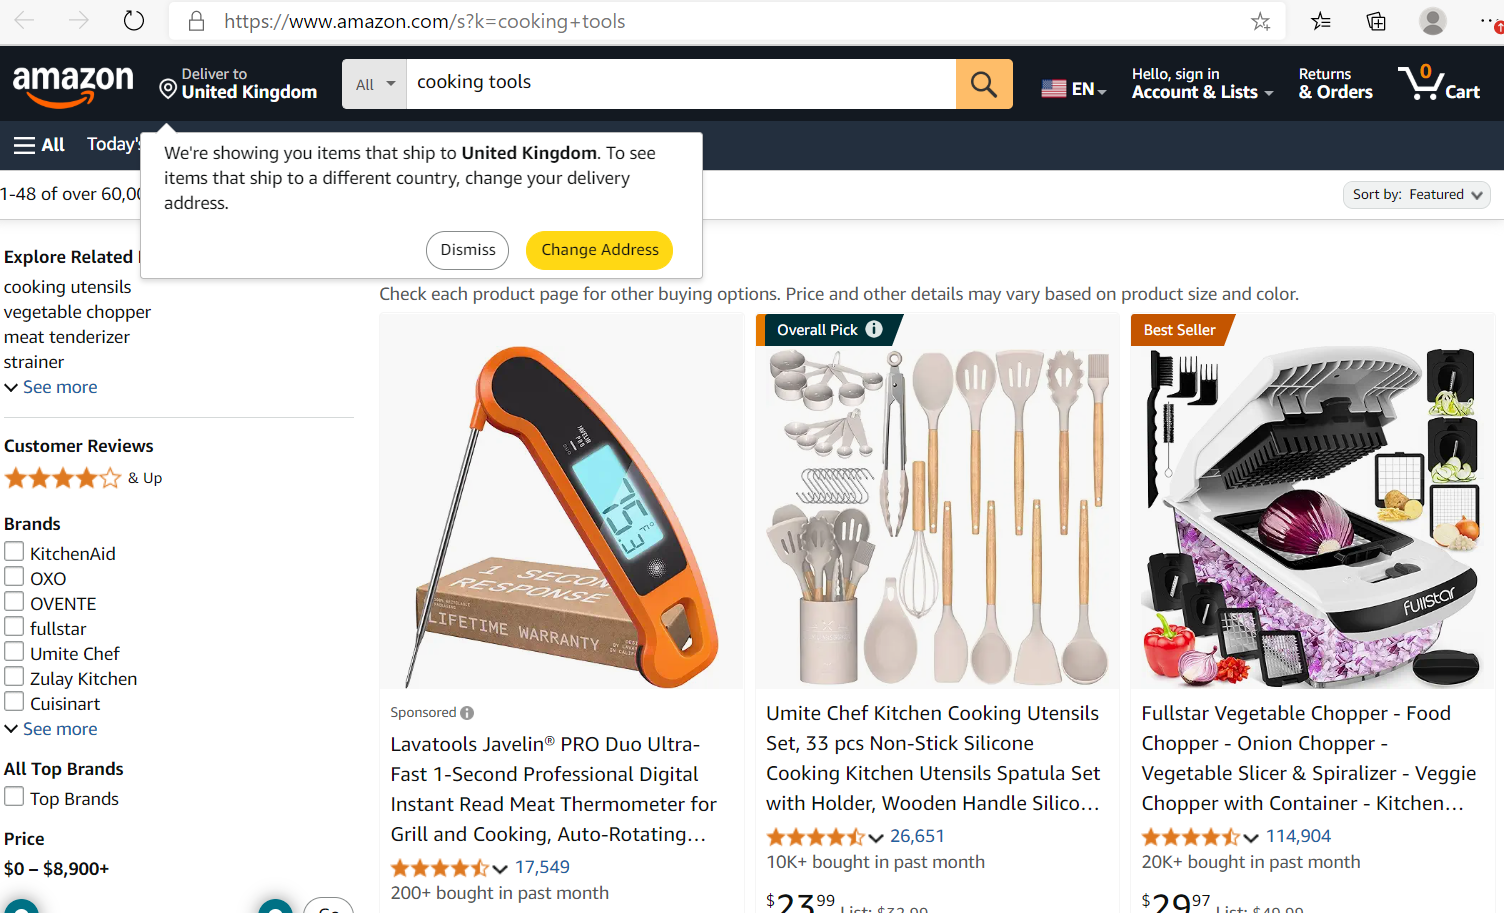 https://www.amazon.com/s?k=cooking+tools
amazon
Deliver to
United Kingdom
All
cooking tools
EN
Hello, sign in
Account & Lists
Returns
& Orders
0
Cart
All
Today's
We're showing you items that ship to United Kingdom. To see
items that ship to a different country, change your delivery
address.
Dismiss
Change Address
1-48 of over
Sort by: Featured
Explore Related
cooking utensils
vegetable chopper
meat tenderizer
strainer
See more
Customer Reviews
& Up
Brands
KitchenAid
OXO
OVENTE
fullstar
Umite Chef
Zulay Kitchen
Cuisinart
See more
All Top Brands
Top Brands
Price
$0 – $8,900+
Go
Check each product page for other buying options. Price and other details may vary based on product size and color.
JAVELIN
PRO
DUO
1 SECOND
RESPONSE
LIFETIME WARRANTY
Sponsored
Lavatools Javelin® PRO Duo Ultra-
Fast 1-Second Professional Digital
Instant Read Meat Thermometer for
Grill and Cooking, Auto-Rotating…
17,549
200+ bought in past month
Overall Pick
Umite Chef Kitchen Cooking Utensils
Set, 33 pcs Non-Stick Silicone
Cooking Kitchen Utensils Spatula Set
with Holder, Wooden Handle Silico…
26,651
10K+ bought in past month
$23.99
List: $32.99
Best Seller
fullstar
Fullstar Vegetable Chopper - Food
Chopper - Onion Chopper -
Vegetable Slicer & Spiralizer - Veggie
Chopper with Container - Kitchen…
114,904
20K+ bought in past month
$29.97
List: $49.99